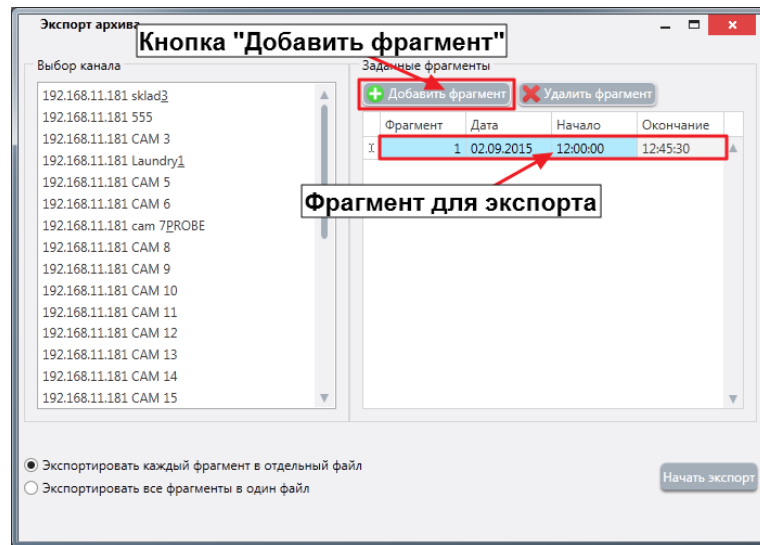 Экспорт архива
Кнопка "Добавить фрагмент"
Выбор канала
Заданные фрагменты
192.168.11.181 sklad3
192.168.11.181 555
192.168.11.181 CAM 3
192.168.11.181 Laundry1
192.168.11.181 CAM 5
192.168.11.181 CAM 6
192.168.11.181 cam 7PROBE
192.168.11.181 CAM 8
192.168.11.181 CAM 9
192.168.11.181 CAM 10
192.168.11.181 CAM 11
192.168.11.181 CAM 12
192.168.11.181 CAM 13
192.168.11.181 CAM 14
192.168.11.181 CAM 15
Добавить фрагмент Удалить фрагмент
Фрагмент Дата Начало Окончание
1 02.09.2015 12:00:00 12:45:30
Фрагмент для экспорта
Экспортировать каждый фрагмент в отдельный файл
Экспортировать все фрагменты в один файл
Начать экспорт